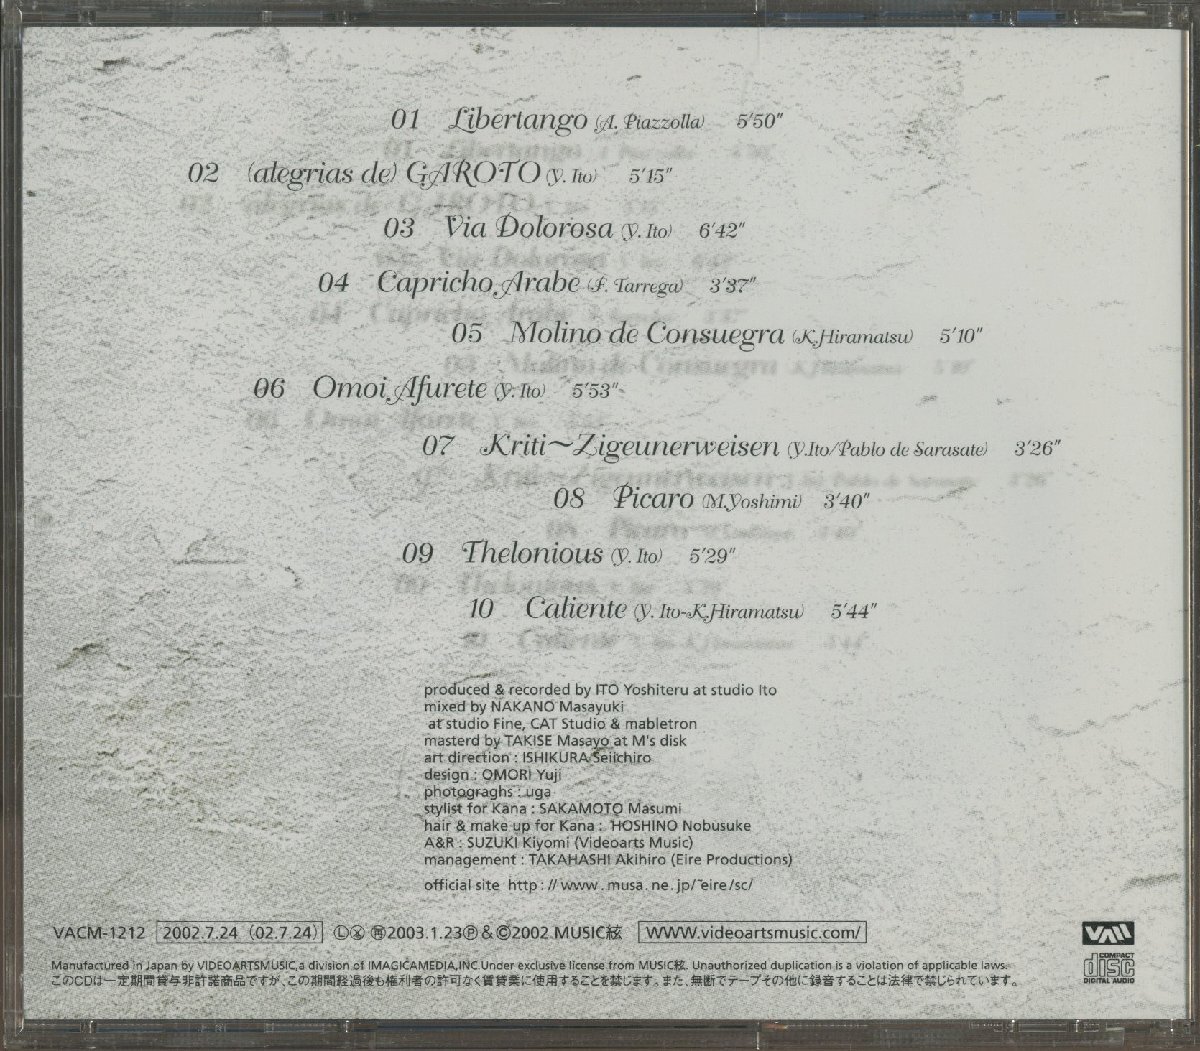 01 Libertango (A. Piazzolla) 5'50"
02 (alegrias de) GAROTO (Y. Ito) 5'15"
03 Via Dolorosa (Y. Ito) 6'42"
04 Capricho Arabe (F. Tarrega) 3'37"
05 Molino de Consuegra (K.Hiramatsu) 5'10"
06 Omoi Afurete (Y. Ito) 5'53"
07 Kriti~Zigeunerweisen (Y.Ito/Pablo de Sarasate) 3'26"
08 Picaro (M.Yoshimi) 3'40"
09 Thelonious (Y. Ito) 5'29"
10 Caliente (Y. Ito-K.Hiramatsu) 5'44"
produced & recorded by ITO Yoshiteru at studio Ito
mixed by NAKANO Masayuki
at studio Fine, CAT Studio & mabletron
masterd by TAKISE Masayo at M's disk
art direction : ISHIKURA Seiichiro
design : OMORI Yuji
photograghs : uga
stylist for Kana : SAKAMOTO Masumi
hair & make up for Kana : HOSHINO Nobusuke
A&R : SUZUKI Kiyomi (Videoarts Music)
management : TAKAHASHI Akihiro (Eire Productions)
official site http://www.musa.ne.jp/~eire/sc/
VACM-1212 2002.7.24 (02.7.24) Ⓛ 2003.1.23Ⓟ&©2002 MUSIC絃 WWW.videoartsmusic.com/
VAM
Manufactured in Japan by VIDEOARTSMUSIC,a division of IMAGICAMEDIA,INC.Under exclusive license from MUSIC絃. Unauthorized duplication is a violation of applicable laws.
このCDは一定期間貸与非許諾商品ですが、この期間経過後も権利者の許可なく賃貸業に使用することを禁じます。また、無断でテープその他に録音することは法律で禁じられています。
COMPACT
disc
DIGITAL AUDIO